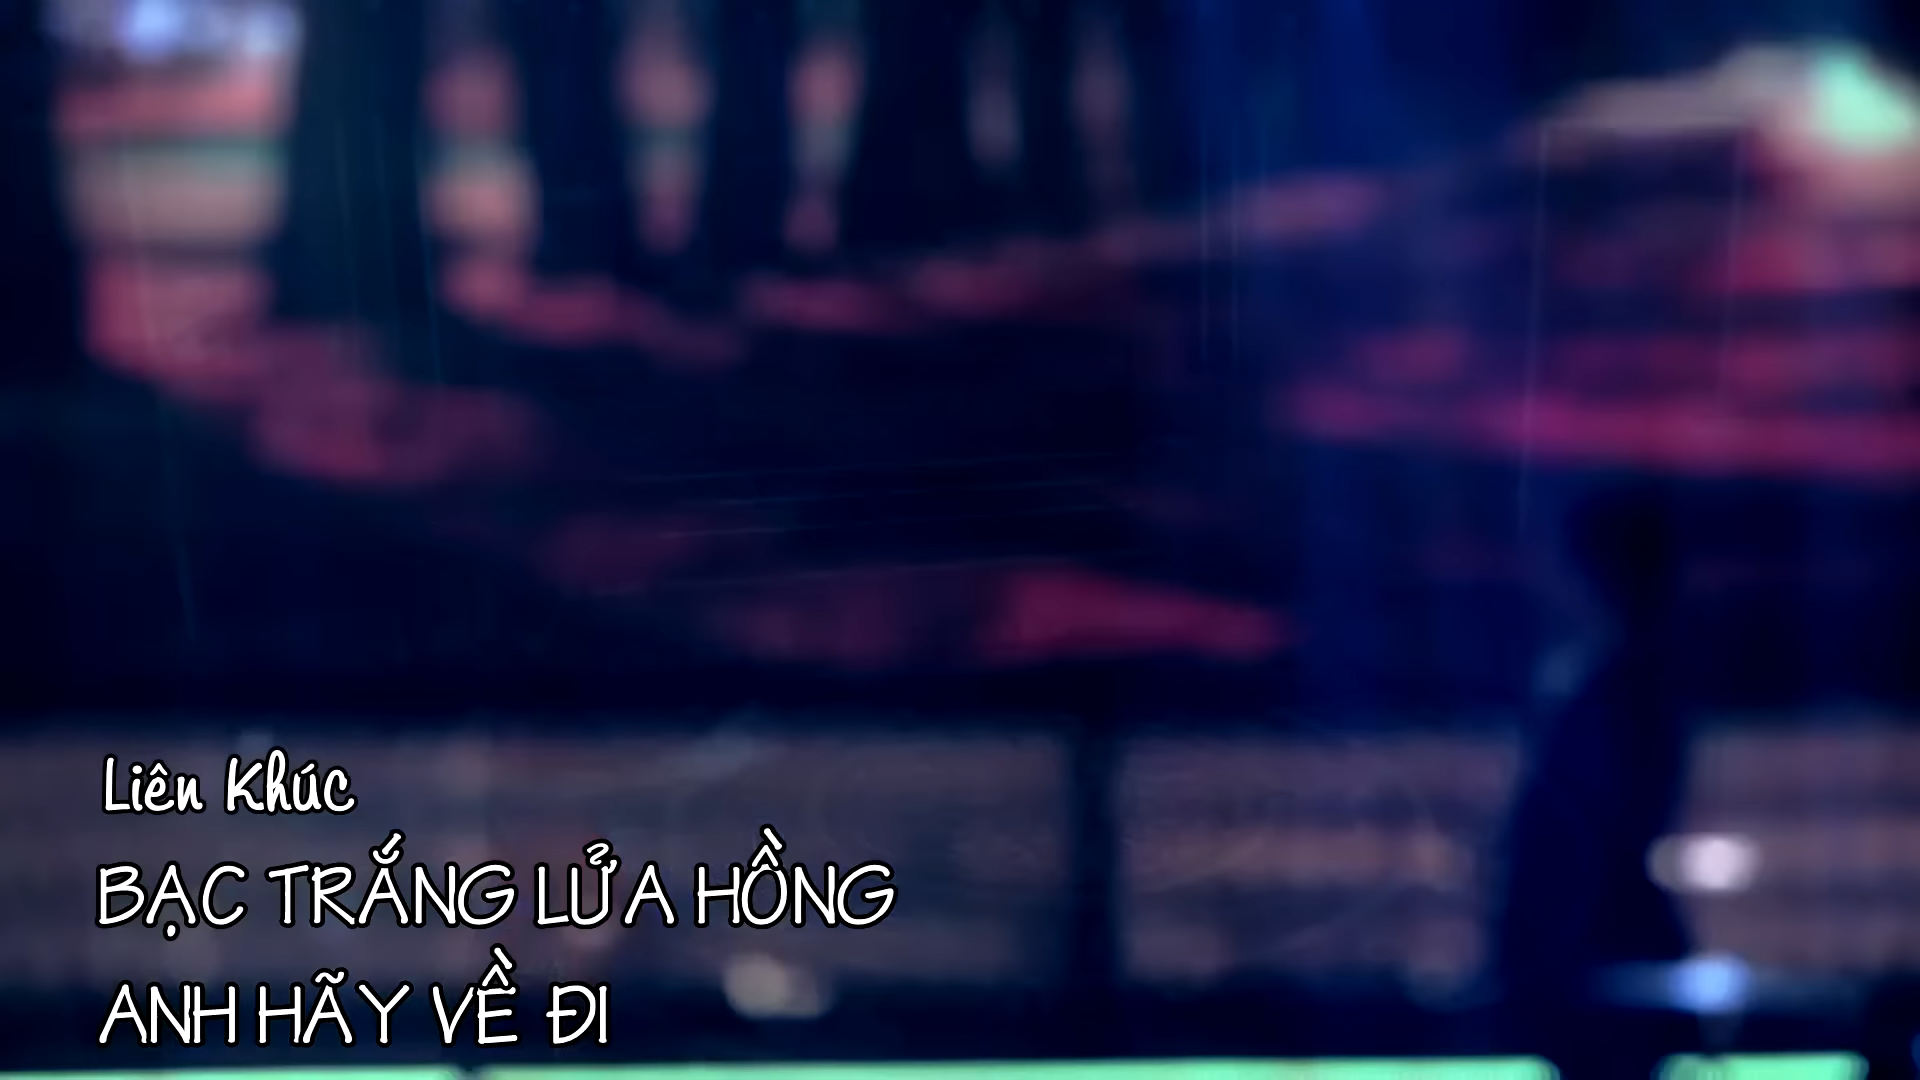 Liên Khúc
BẠC TRẮNG LỬA HỒNG
ANH HÃY VỀ ĐI